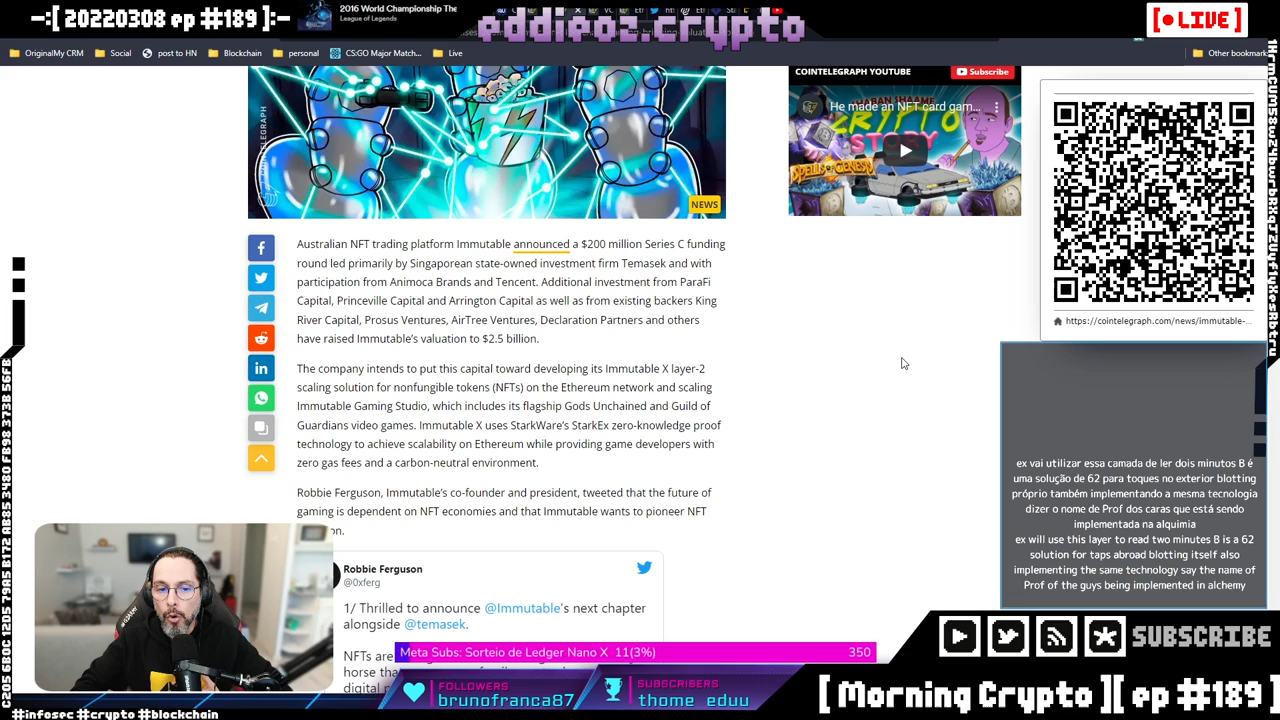 -:[ 20220308 ep #189 ]:-
2016 World Championship The
League of Legends
eddieoz.crypto
[● LIVE]
OriginalMy CRM
Social
post to HN
Blockchain
personal
CS:GO Major Match...
Live
Other bookmark
COINTELEGRAPH YOUTUBE
Subscribe
He made an NFT card gam...
CRYPTO
STORY
SPELLS OF GENESIS
NEWS
https://cointelegraph.com/news/immutable-...
Australian NFT trading platform Immutable announced a $200 million Series C funding
round led primarily by Singaporean state-owned investment firm Temasek and with
participation from Animoca Brands and Tencent. Additional investment from ParaFi
Capital, Princeville Capital and Arrington Capital as well as from existing backers King
River Capital, Prosus Ventures, AirTree Ventures, Declaration Partners and others
have raised Immutable's valuation to $2.5 billion.
The company intends to put this capital toward developing its Immutable X layer-2
scaling solution for nonfungible tokens (NFTs) on the Ethereum network and scaling
Immutable Gaming Studio, which includes its flagship Gods Unchained and Guild of
Guardians video games. Immutable X uses StarkWare's StarkEx zero-knowledge proof
technology to achieve scalability on Ethereum while providing game developers with
zero gas fees and a carbon-neutral environment.
Robbie Ferguson, Immutable's co-founder and president, tweeted that the future of
gaming is dependent on NFT economies and that Immutable wants to pioneer NFT
on.
Robbie Ferguson
@0xferg
1/ Thrilled to announce @Immutable's next chapter
alongside @temasek.
NFTs are
horse tha
digital
ex vai utilizar essa camada de ler dois minutos B é
uma solução de 62 para toques no exterior blotting
próprio também implementando a mesma tecnologia
dizer o nome de Prof dos caras que está sendo
implementada na alquimia
ex will use this layer to read two minutes B is a 62
solution for taps abroad blotting itself also
implementing the same technology say the name of
Prof of the guys being implemented in alchemy
Meta Subs: Sorteio de Ledger Nano X 11(3%)
350
FOLLOWERS
brunofranca87
SUBSCRIBERS
thome_eduu
SUBSCRIBE
[ Morning Crypto ][ ep #189 ]
#infosec #crypto #blockchain